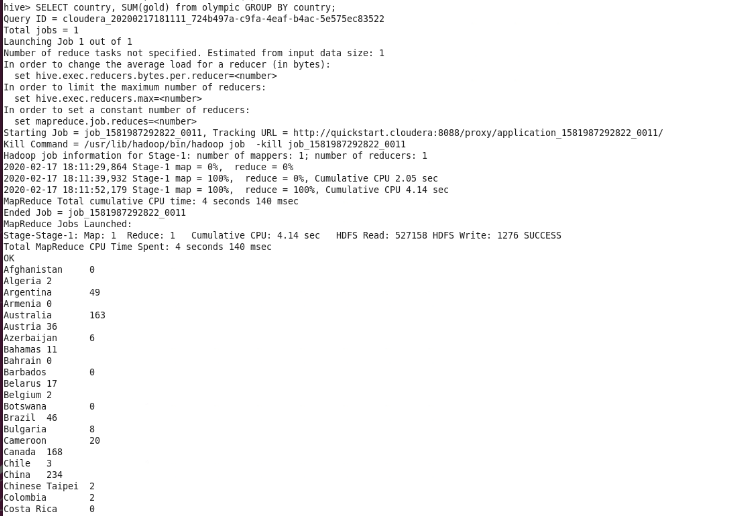 hive> SELECT country, SUM(gold) from olympic GROUP BY country;
Query ID = cloudera_20200217181111_724b497a-c9fa-4eaf-b4ac-5e575ec83522
Total jobs = 1
Launching Job 1 out of 1
Number of reduce tasks not specified. Estimated from input data size: 1
In order to change the average load for a reducer (in bytes):
  set hive.exec.reducers.bytes.per.reducer=<number>
In order to limit the maximum number of reducers:
  set hive.exec.reducers.max=<number>
In order to set a constant number of reducers:
  set mapreduce.job.reduces=<number>
Starting Job = job_1581987292822_0011, Tracking URL = http://quickstart.cloudera:8088/proxy/application_1581987292822_0011/
Kill Command = /usr/lib/hadoop/bin/hadoop job  -kill job_1581987292822_0011
Hadoop job information for Stage-1: number of mappers: 1; number of reducers: 1
2020-02-17 18:11:29,864 Stage-1 map = 0%,  reduce = 0%
2020-02-17 18:11:39,932 Stage-1 map = 100%,  reduce = 0%, Cumulative CPU 2.05 sec
2020-02-17 18:11:52,179 Stage-1 map = 100%,  reduce = 100%, Cumulative CPU 4.14 sec
MapReduce Total cumulative CPU time: 4 seconds 140 msec
Ended Job = job_1581987292822_0011
MapReduce Jobs Launched:
Stage-Stage-1: Map: 1  Reduce: 1   Cumulative CPU: 4.14 sec   HDFS Read: 527158 HDFS Write: 1276 SUCCESS
Total MapReduce CPU Time Spent: 4 seconds 140 msec
OK
Afghanistan	0
Algeria	2
Argentina	49
Armenia	0
Australia	163
Austria	36
Azerbaijan	6
Bahamas	11
Bahrain	0
Barbados	0
Belarus	17
Belgium	2
Botswana	0
Brazil	46
Bulgaria	8
Cameroon	20
Canada	168
Chile	3
China	234
Chinese Taipei	2
Colombia	2
Costa Rica	0